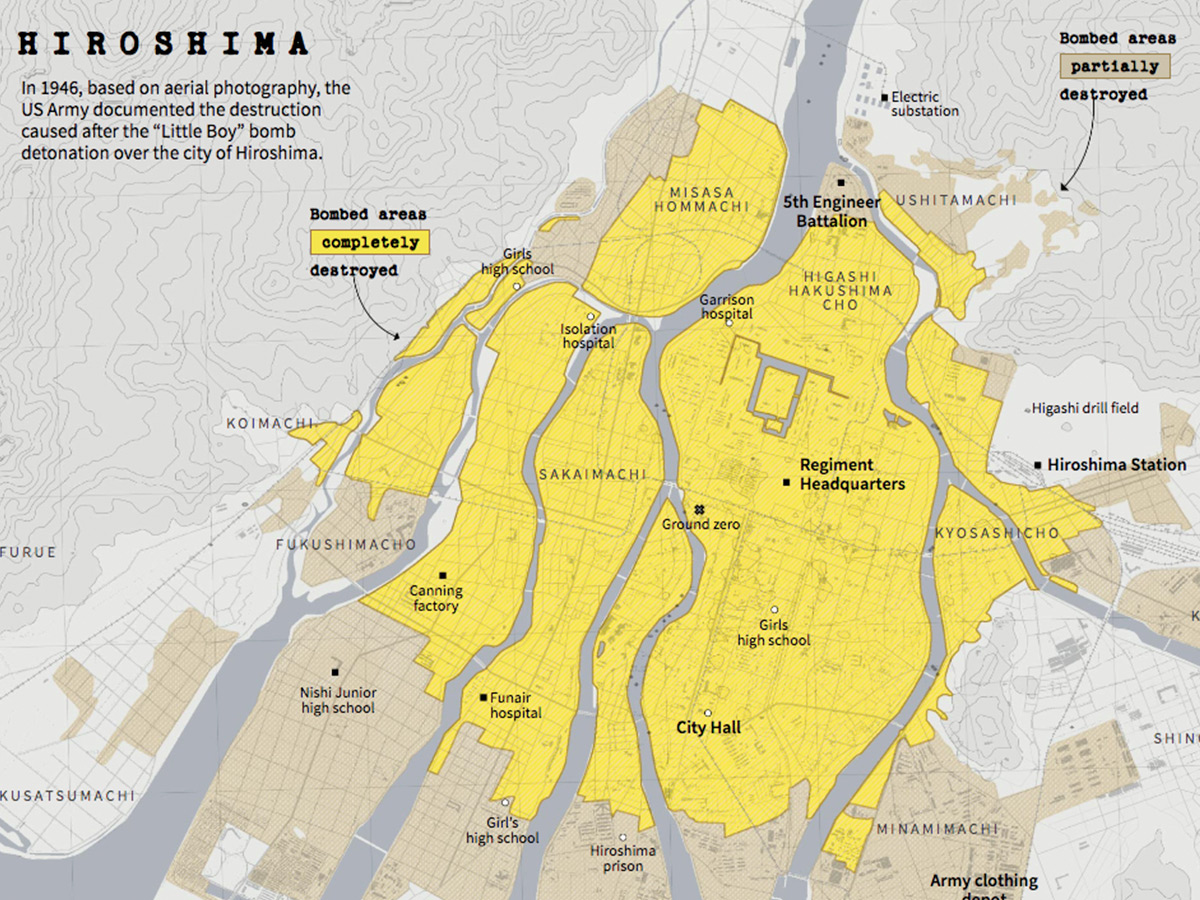 HIROSHIMA
In 1946, based on aerial photography, the
US Army documented the destruction
caused after the “Little Boy” bomb
detonation over the city of Hiroshima.
Bombed areas
partially
destroyed
Electric
substation
MISASA
HOMMACHI
5th Engineer
Battalion
USHITAMACHI
Bombed areas
completely
destroyed
Girls
high school
HIGASHI
HAKUSHIMA
CHO
Garrison
hospital
Isolation
hospital
KOIMACHI
Higashi drill field
SAKAIMACHI
Regiment
Headquarters
Hiroshima Station
Ground zero
KYOSASHICHO
FURUE
FUKUSHIMACHO
Canning
factory
Girls
high school
K
Nishi Junior
high school
Funair
hospital
City Hall
SHIN
KUSATSUMACHI
Girl's
high school
Hiroshima
prison
MINAMIMACHI
Army clothing
depot